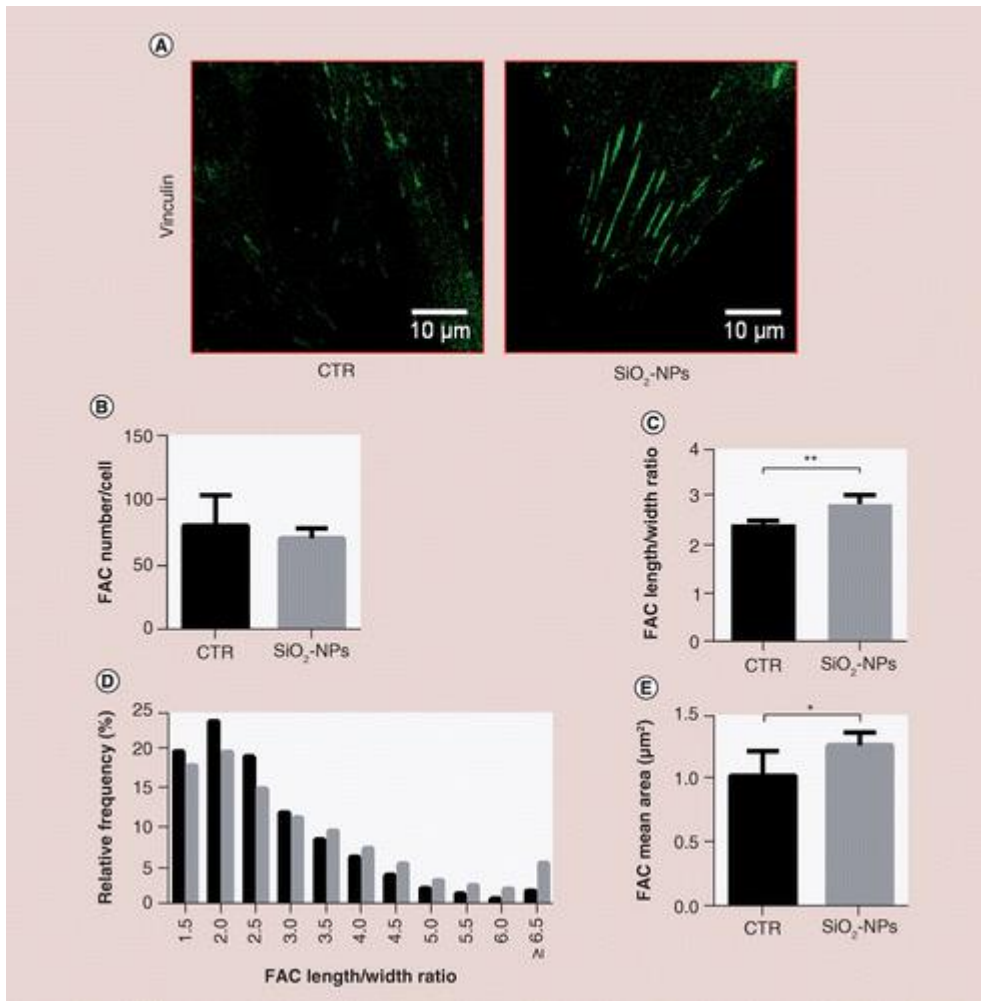 A
Vinculin
10 µm
10 µm
CTR
SiO₂-NPs
B
FAC number/cell
150
100
50
0
CTR
SiO₂-NPs
C
FAC length/width ratio
4
3
2
1
0
**
CTR
SiO₂-NPs
D
Relative frequency (%)
25
20
15
10
5
0
1.5
2.0
2.5
3.0
3.5
4.0
4.5
5.0
5.5
6.0
≥ 6.5
FAC length/width ratio
E
FAC mean area (µm²)
1.5
1.0
0.5
0.0
*
CTR
SiO₂-NPs